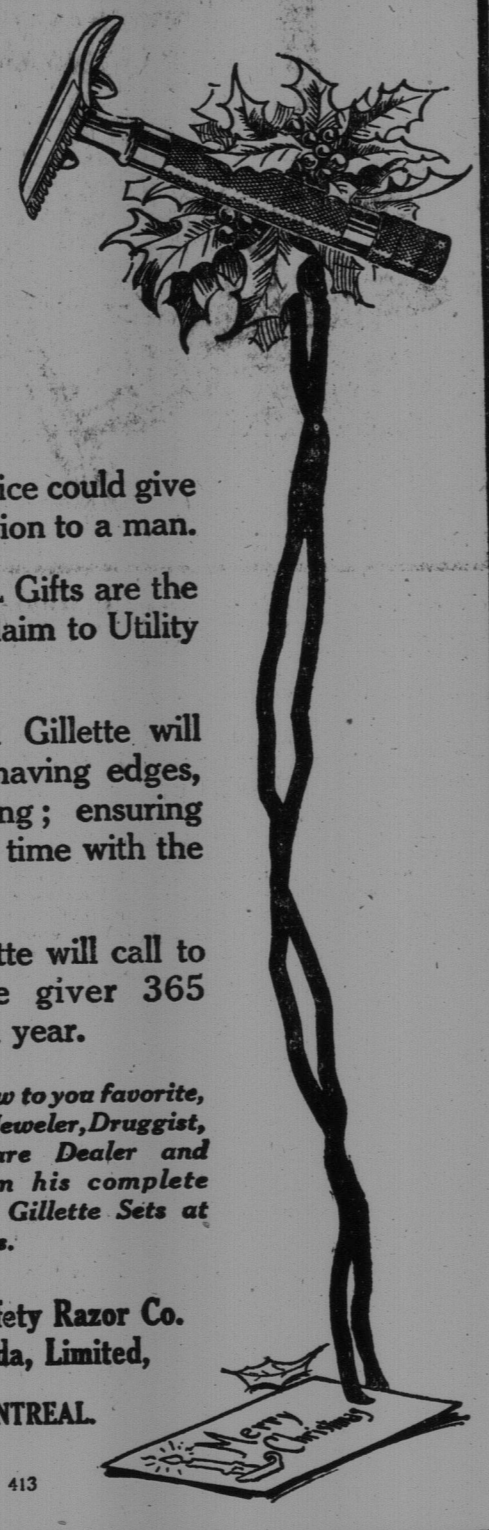 ice could give
ion to a man.
. Gifts are the
laim to Utility
Gillette will
having edges,
ng; ensuring
time with the
tte will call to
e giver 365
year.
w to you favorite,
Jeweler, Druggist,
are Dealer and
n his complete
Gillette Sets at
s.
fety Razor Co.
da, Limited,
NTREAL.
413
Merry
Christmas